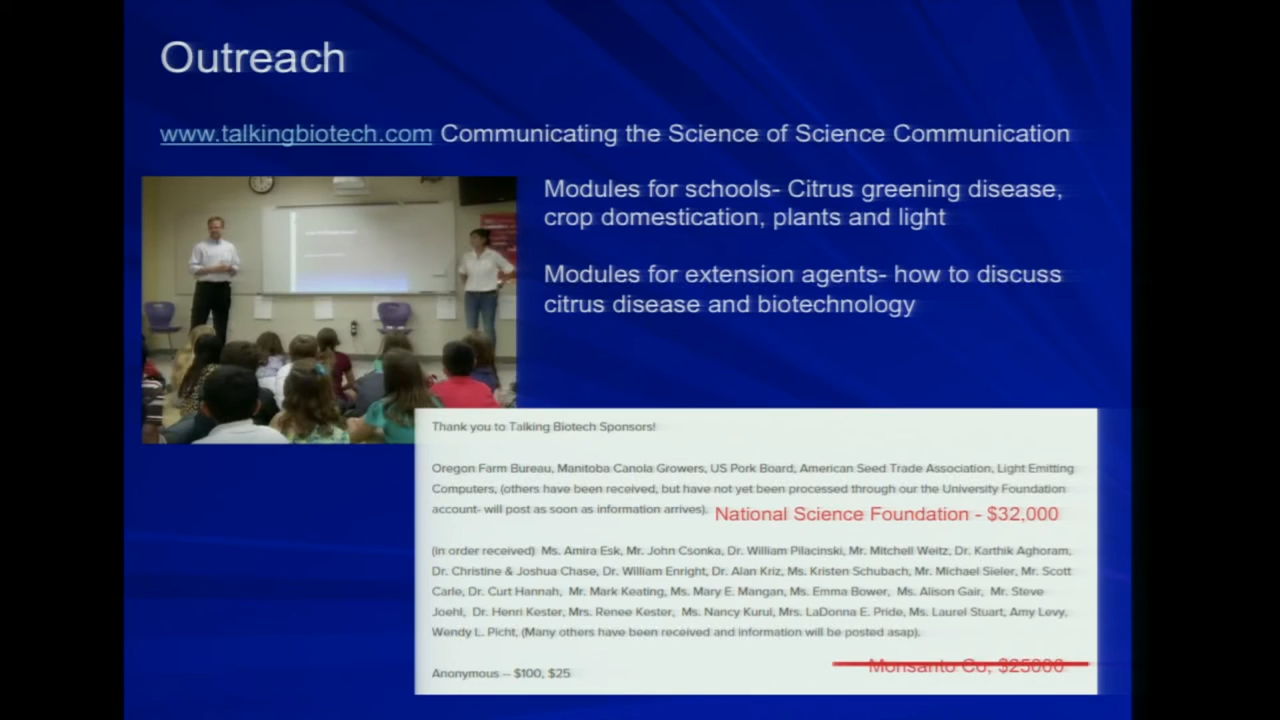 Outreach
www.talkingbiotech.com Communicating the Science of Science Communication
Modules for schools- Citrus greening disease,
crop domestication, plants and light
Modules for extension agents- how to discuss
citrus disease and biotechnology
Thank you to Talking Biotech Sponsors!
Oregon Farm Bureau, Manitoba Canola Growers, US Pork Board, American Seed Trade Association, Light Emitting
Computers, (others have been received, but have not yet been processed through our the University Foundation
account- will post as soon as information arrives). National Science Foundation - $32,000
(in order received) Ms. Amira Esk, Mr. John Csonka, Dr. William Pilacinski, Mr. Mitchell Weitz, Dr. Karthik Aghoram,
Dr. Christine & Joshua Chase, Dr. William Enright, Dr. Alan Kriz, Ms. Kristen Schubach, Mr. Michael Sieler, Mr. Scott
Carle, Dr. Curt Hannah, Mr. Mark Keating, Ms. Mary E. Mangan, Ms. Emma Bower, Ms. Alison Gair, Mr. Steve
Joehl, Dr. Henri Kester, Mrs. Renee Kester, Ms. Nancy Kurul, Mrs. LaDonna E. Pride, Ms. Laurel Stuart, Amy Levy,
Wendy L. Picht, (Many others have been received and information will be posted asap).
Monsanto Co, $25000
Anonymous -- $100, $25